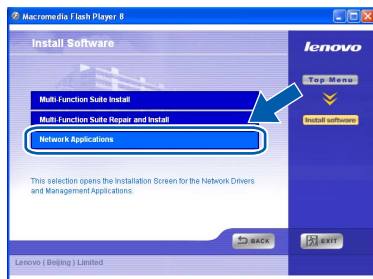 Macromedia Flash Player 8
Install Software
lenovo
Top Menu
Multi-Function Suite Install
Install software
Multi-Function Suite Repair and Install
Network Applications
This selection opens the Installation Screen for the Network Drivers
and Management Applications.
BACK
EXIT
Lenovo ( Beijing ) Limited